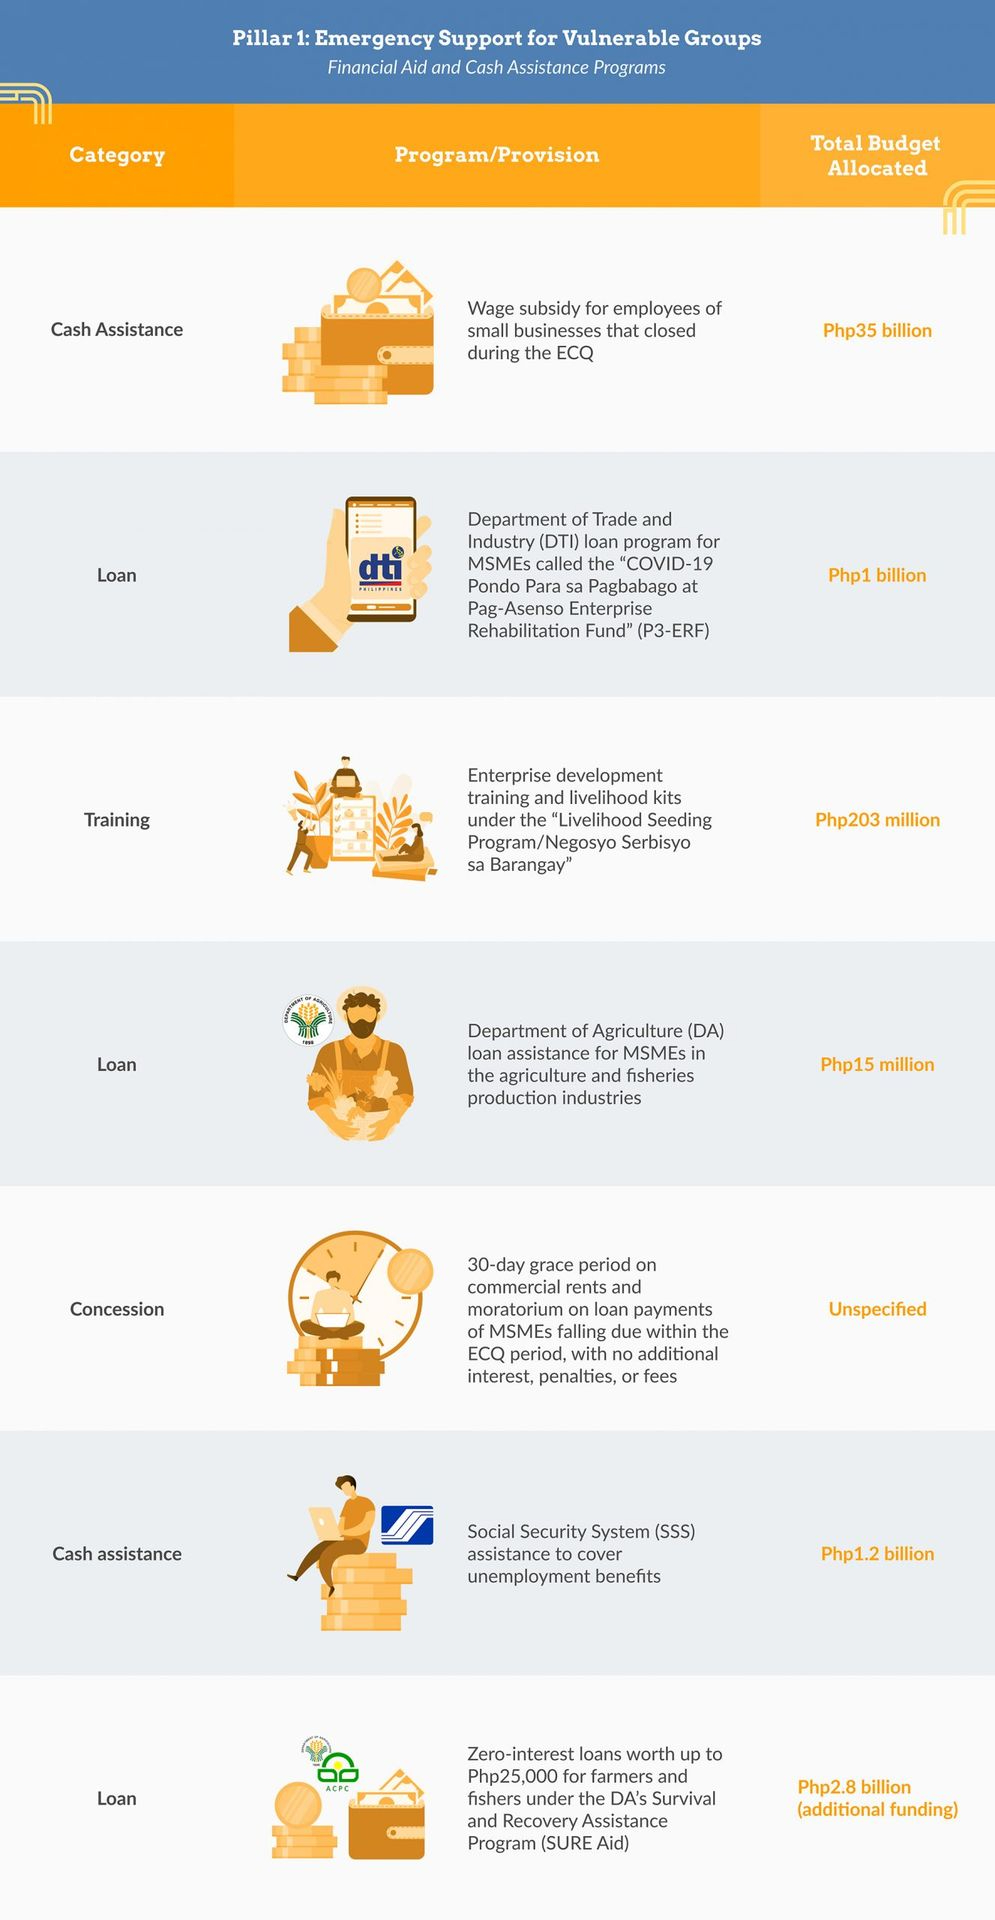 Pillar 1: Emergency Support for Vulnerable Groups
Financial Aid and Cash Assistance Programs
Category
Program/Provision
Total Budget
Allocated
Cash Assistance
Wage subsidy for employees of
small businesses that closed
during the ECQ
Php35 billion
Loan
dti
PHILIPPINES
Department of Trade and
Industry (DTI) loan program for
MSMEs called the “COVID-19
Pondo Para sa Pagbabago at
Pag-Asenso Enterprise
Rehabilitation Fund” (P3-ERF)
Php1 billion
Training
Enterprise development
training and livelihood kits
under the “Livelihood Seeding
Program/Negosyo Serbisyo
sa Barangay”
Php203 million
Loan
DEPARTMENT OF AGRICULTURE
1898
Department of Agriculture (DA)
loan assistance for MSMEs in
the agriculture and fisheries
production industries
Php15 million
Concession
30-day grace period on
commercial rents and
moratorium on loan payments
of MSMEs falling due within the
ECQ period, with no additional
interest, penalties, or fees
Unspecified
Cash assistance
Social Security System (SSS)
assistance to cover
unemployment benefits
Php1.2 billion
Loan
ACPC
Zero-interest loans worth up to
Php25,000 for farmers and
fishers under the DA’s Survival
and Recovery Assistance
Program (SURE Aid)
Php2.8 billion
(additional funding)